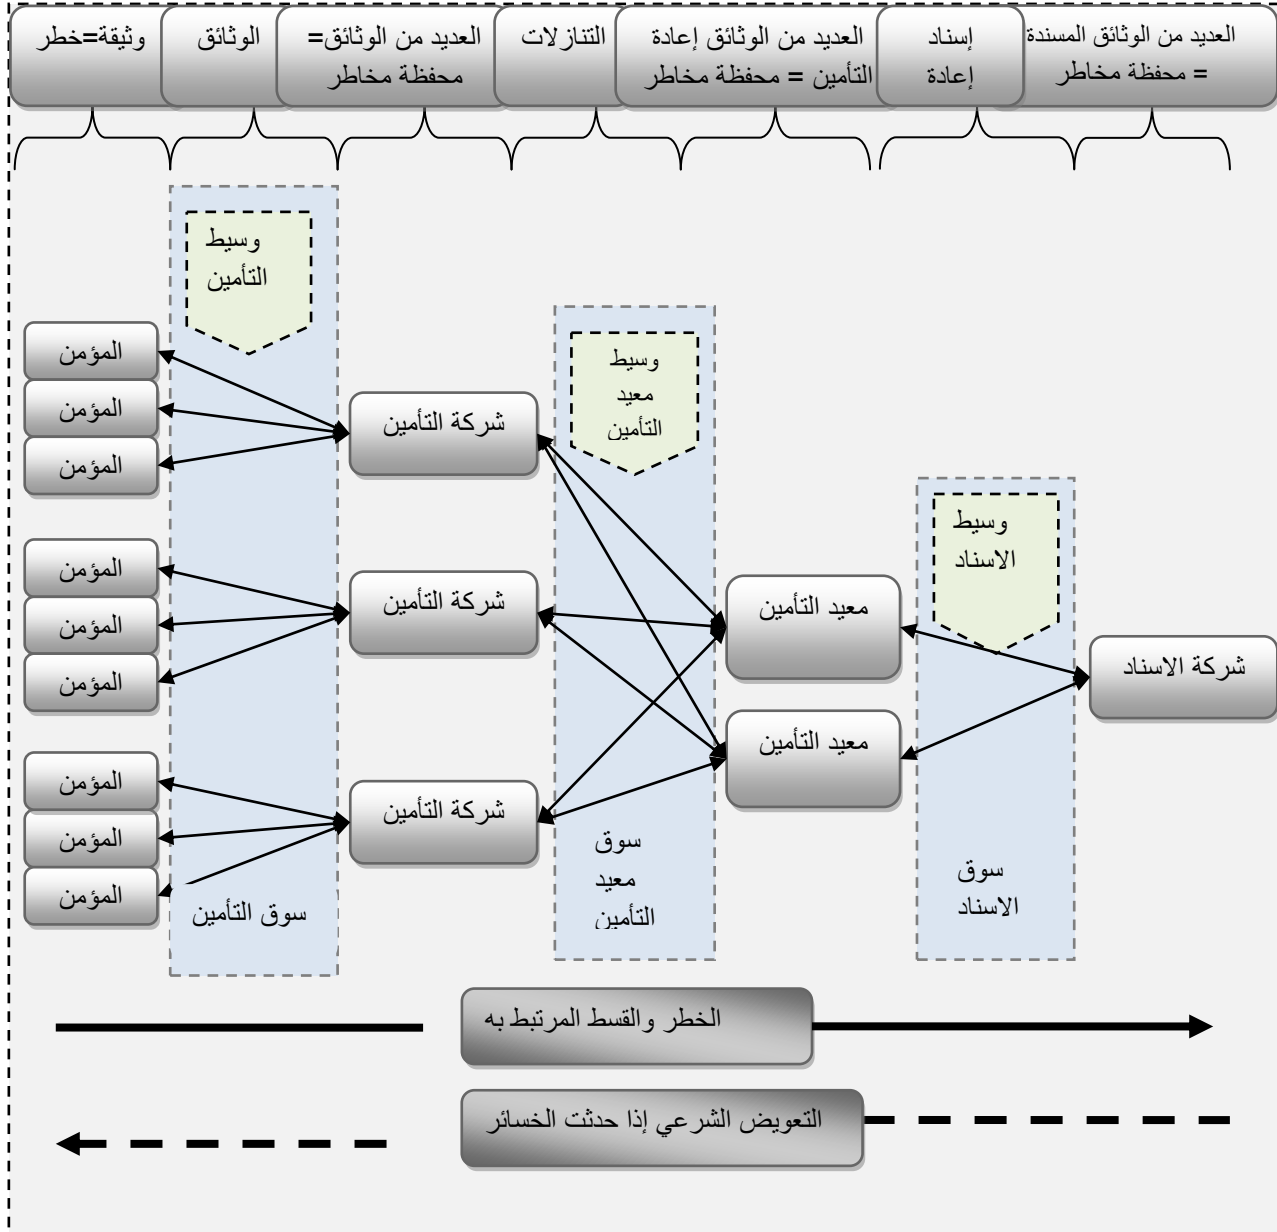 العديد من الوثائق المسندة
= محفظة مخاطر
إسناد
إعادة
العديد من الوثائق إعادة
التأمين = محفظة مخاطر
التنازلات
العديد من الوثائق=
محفظة مخاطر
الوثائق
وثيقة=خطر
وسيط
التأمين
وسيط
معيد
التأمين
وسيط
الاسناد
المؤمن
المؤمن
المؤمن
المؤمن
المؤمن
المؤمن
المؤمن
المؤمن
المؤمن
شركة التأمين
شركة التأمين
شركة التأمين
معيد التأمين
معيد التأمين
شركة الاسناد
سوق التأمين
سوق
معيد
التأمين
سوق
الاسناد
الخطر والقسط المرتبط به
التعويض الشرعي إذا حدثت الخسائر